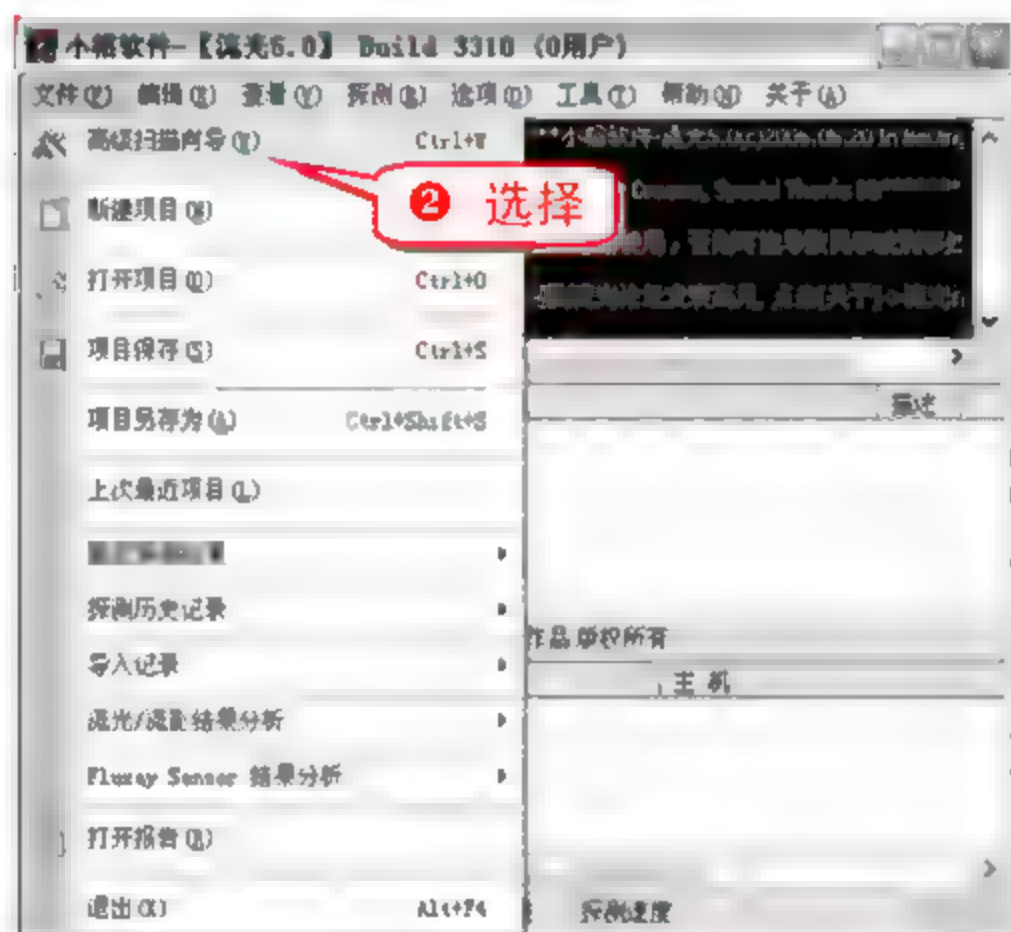 小榕软件-【流光5.0】 Build 3310 (0用户)
文件(F) 编辑(E) 查看(V) 探测(R) 选项(O) 工具(T) 帮助(H) 关于(A)
高级扫描向导(W) Ctrl+W
❷ 选择
新建项目(N)
打开项目(O) Ctrl+O
项目保存(S) Ctrl+S
项目另存为(A) Ctrl+Shift+S
描述
上次最近项目(L)
探测历史记录
作品 版权所有
导入记录
主 机
流光/流影 结果分析
Fluxay Sensor 结果分析
打开报告(R)
退出(X) Alt+F4
探测速度